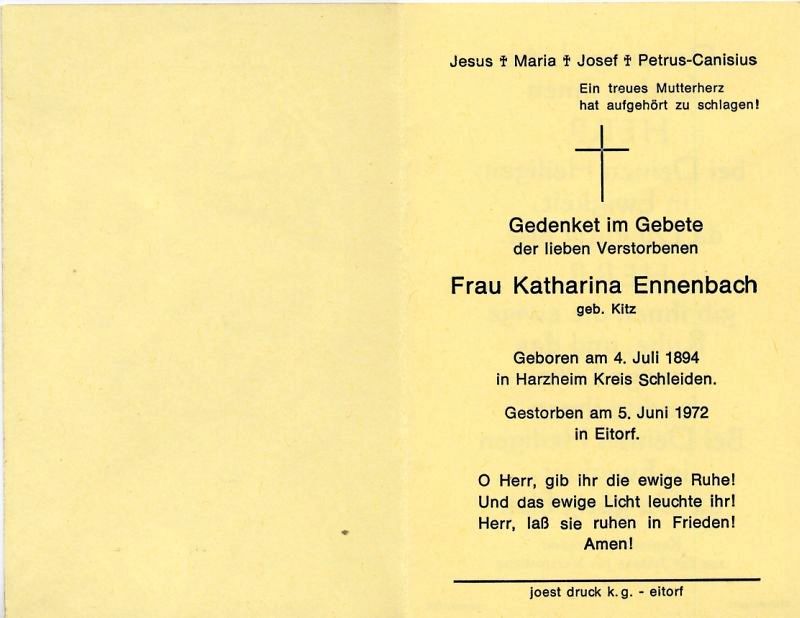 Jesus ✝ Maria ✝ Josef ✝ Petrus-Canisius
Ein treues Mutterherz
hat aufgehört zu schlagen!
Gedenket im Gebete
der lieben Verstorbenen
Frau Katharina Ennenbach
geb. Kitz
Geboren am 4. Juli 1894
in Harzheim Kreis Schleiden.
Gestorben am 5. Juni 1972
in Eitorf.
O Herr, gib ihr die ewige Ruhe!
Und das ewige Licht leuchte ihr!
Herr, laß sie ruhen in Frieden!
Amen!
joest druck k.g. - eitorf